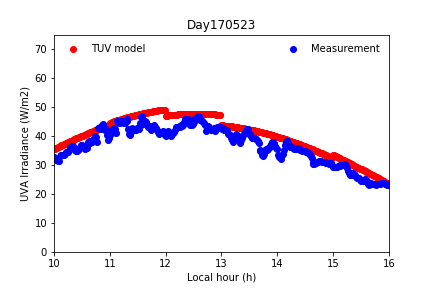 Day170523
TUV model
Measurement
UVA Irradiance (W/m2)
70
60
50
40
30
20
10
0
10 11 12 13 14 15 16
Local hour (h)